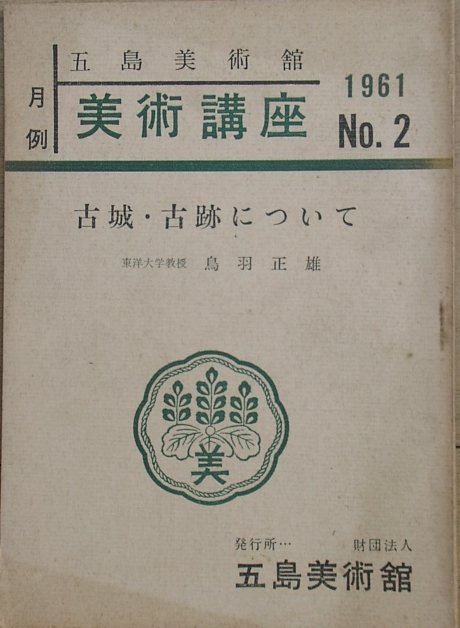 五島美術舘
月例
美術講座
1961
No.2
古城・古跡について
東洋大学教授 鳥羽正雄
美
発行所… 財団法人
五島美術舘